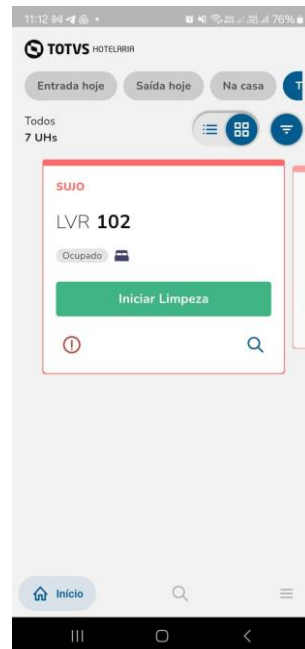 11:12
76%
TOTVS HOTELARIA
Entrada hoje
Saída hoje
Na casa
T
Todos
7 UHs
SUJO
LVR 102
Ocupado
Iniciar Limpeza
Início